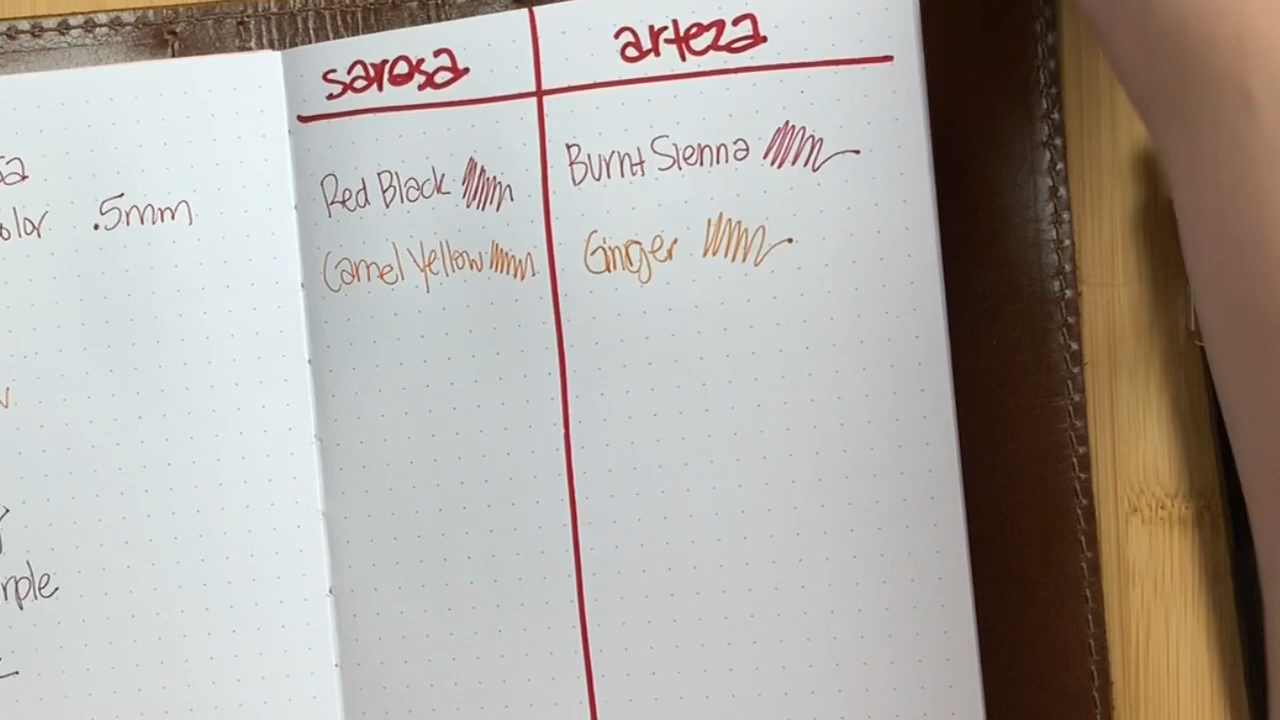 .5mm
sarasa
arteza
Red Black
Burnt Sienna
Camel Yellow
Ginger